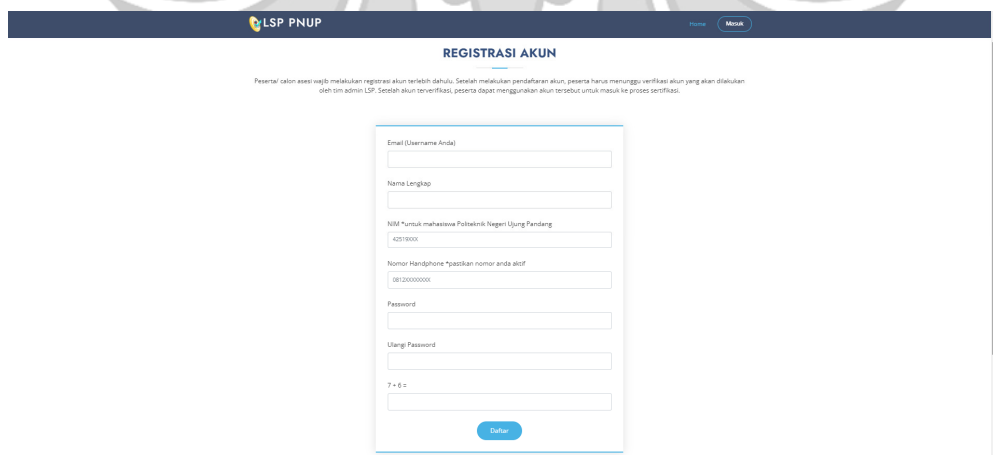 LSP PNUP
Home
Masuk
REGISTRASI AKUN
Peserta/ calon asesi wajib melakukan registrasi akun terlebih dahulu. Setelah melakukan pendaftaran akun, peserta harus menunggu verifikasi akun yang akan dilakukan
oleh tim admin LSP. Setelah akun terverifikasi, peserta dapat menggunakan akun tersebut untuk masuk ke proses sertifikasi.
Email (Username Anda)
Nama Lengkap
NIM *untuk mahasiswa Politeknik Negeri Ujung Pandang
42519XXX
Nomor Handphone *pastikan nomor anda aktif
0812XXXXXXXX
Password
Ulangi Password
7 + 6 =
Daftar